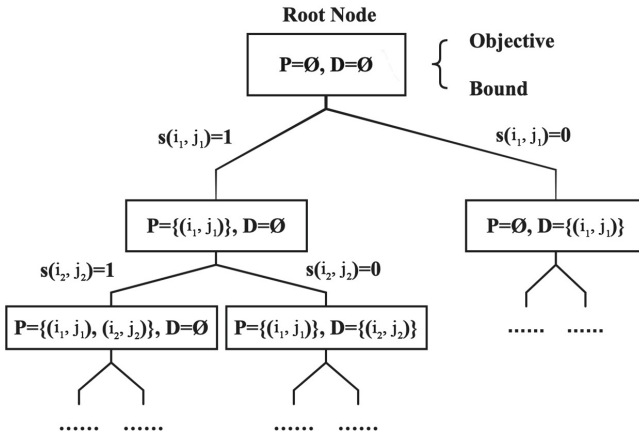 Root Node
P=Ø, D=Ø
Objective
Bound
s(i₁, j₁)=1
s(i₁, j₁)=0
P={(i₁, j₁)}, D=Ø
P=Ø, D={(i₁, j₁)}
s(i₂, j₂)=1
s(i₂, j₂)=0
P={(i₁, j₁), (i₂, j₂)}, D=Ø
P={(i₁, j₁)}, D={(i₂, j₂)}
...... ......
...... ...... ...... ......